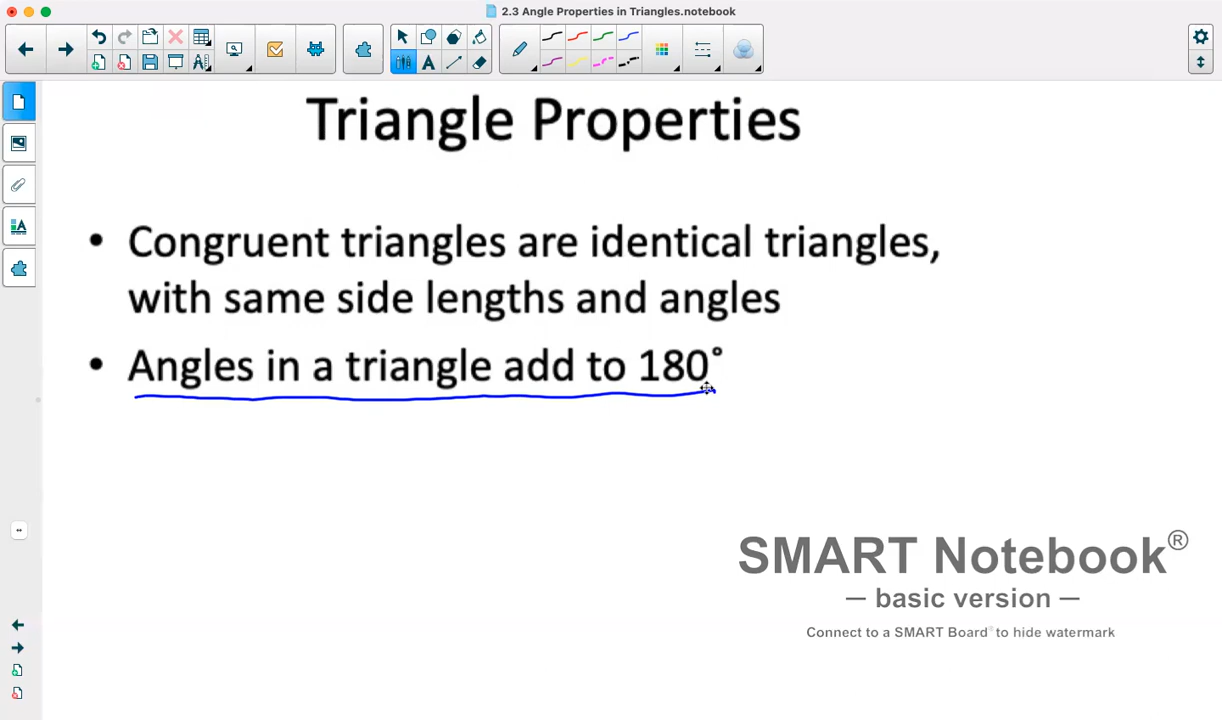 2.3 Angle Properties in Triangles.notebook
Triangle Properties
• Congruent triangles are identical triangles,
with same side lengths and angles
• Angles in a triangle add to 180°
SMART Notebook®
— basic version —
Connect to a SMART Board® to hide watermark